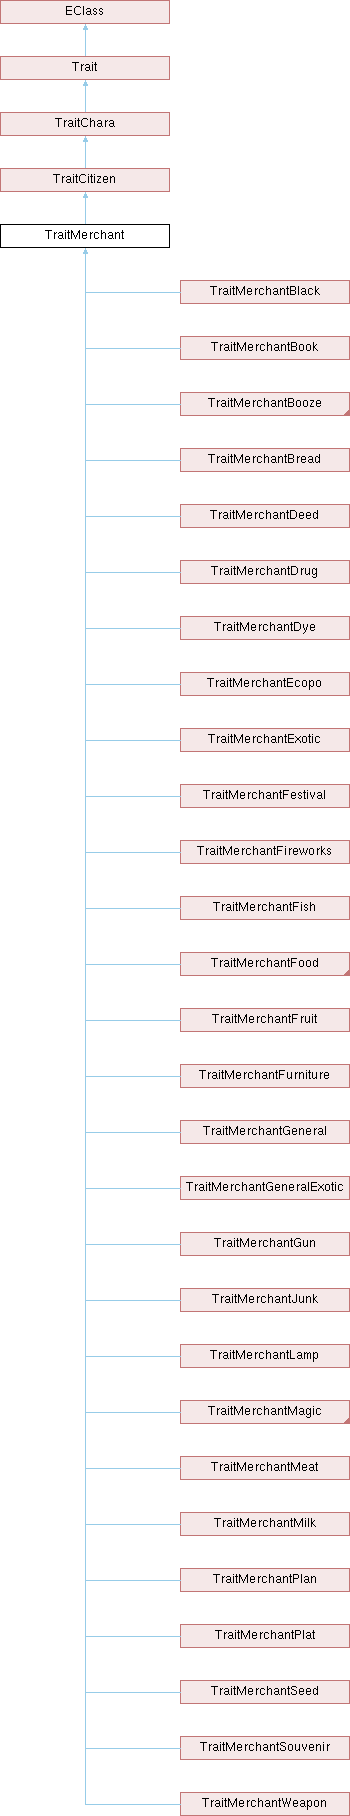 EClass
Trait
TraitChara
TraitCitizen
TraitMerchant
TraitMerchantBlack
TraitMerchantBook
TraitMerchantBooze
TraitMerchantBread
TraitMerchantDeed
TraitMerchantDrug
TraitMerchantDye
TraitMerchantEcopo
TraitMerchantExotic
TraitMerchantFestival
TraitMerchantFireworks
TraitMerchantFish
TraitMerchantFood
TraitMerchantFruit
TraitMerchantFurniture
TraitMerchantGeneral
TraitMerchantGeneralExotic
TraitMerchantGun
TraitMerchantJunk
TraitMerchantLamp
TraitMerchantMagic
TraitMerchantMeat
TraitMerchantMilk
TraitMerchantPlan
TraitMerchantPlat
TraitMerchantSeed
TraitMerchantSouvenir
TraitMerchantWeapon